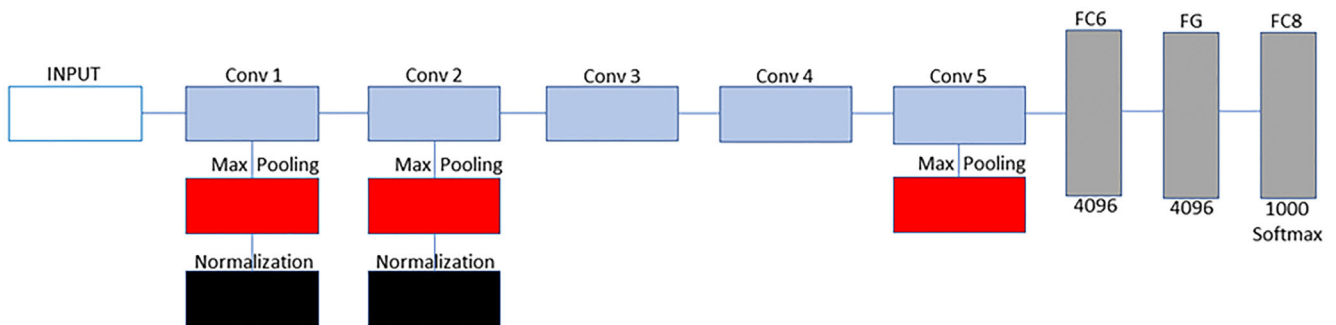 FC6 FG FC8
INPUT Conv 1 Conv 2 Conv 3 Conv 4 Conv 5
Max Pooling Max Pooling Max Pooling
4096 4096 1000
Softmax
Normalization Normalization